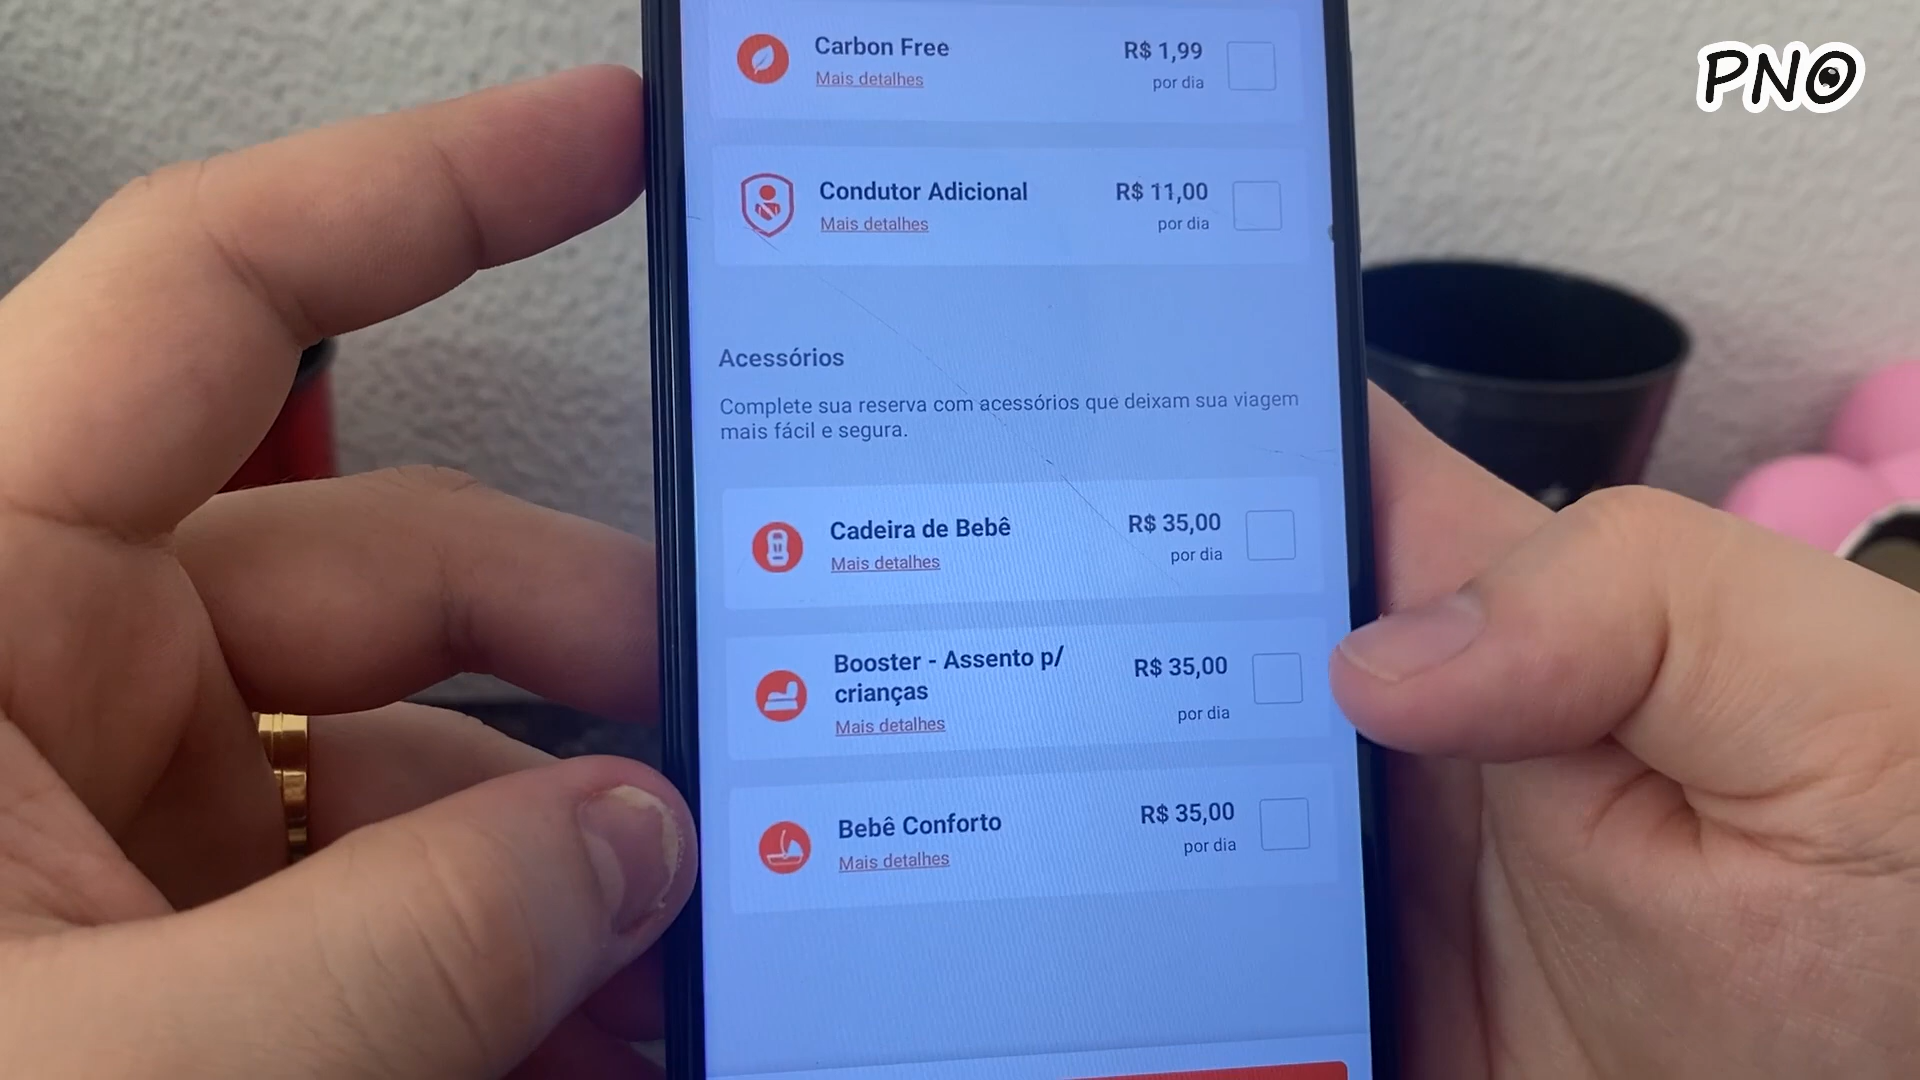 PNO
Carbon Free
R$ 1,99
Mais detalhes
por dia
Condutor Adicional
R$ 11,00
Mais detalhes
por dia
Acessórios
Complete sua reserva com acessórios que deixam sua viagem
mais fácil e segura.
Cadeira de Bebê
R$ 35,00
Mais detalhes
por dia
Booster - Assento p/
crianças
R$ 35,00
Mais detalhes
por dia
Bebê Conforto
R$ 35,00
Mais detalhes
por dia